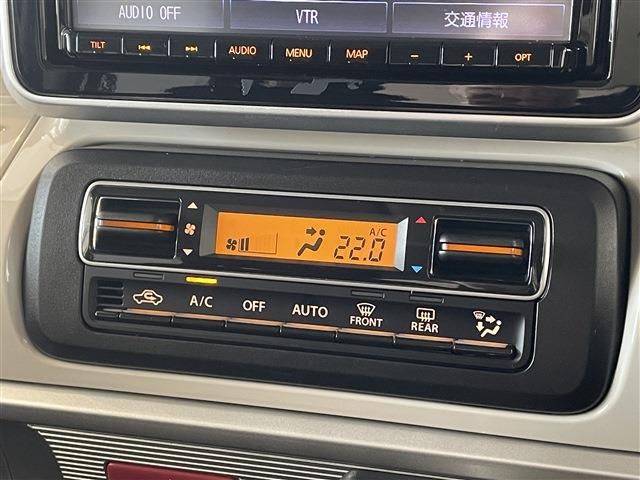 AUDIO OFF VTR 交通情報
TILT AUDIO MENU MAP − + OPT
A/C
22.0
A/C OFF AUTO FRONT REAR